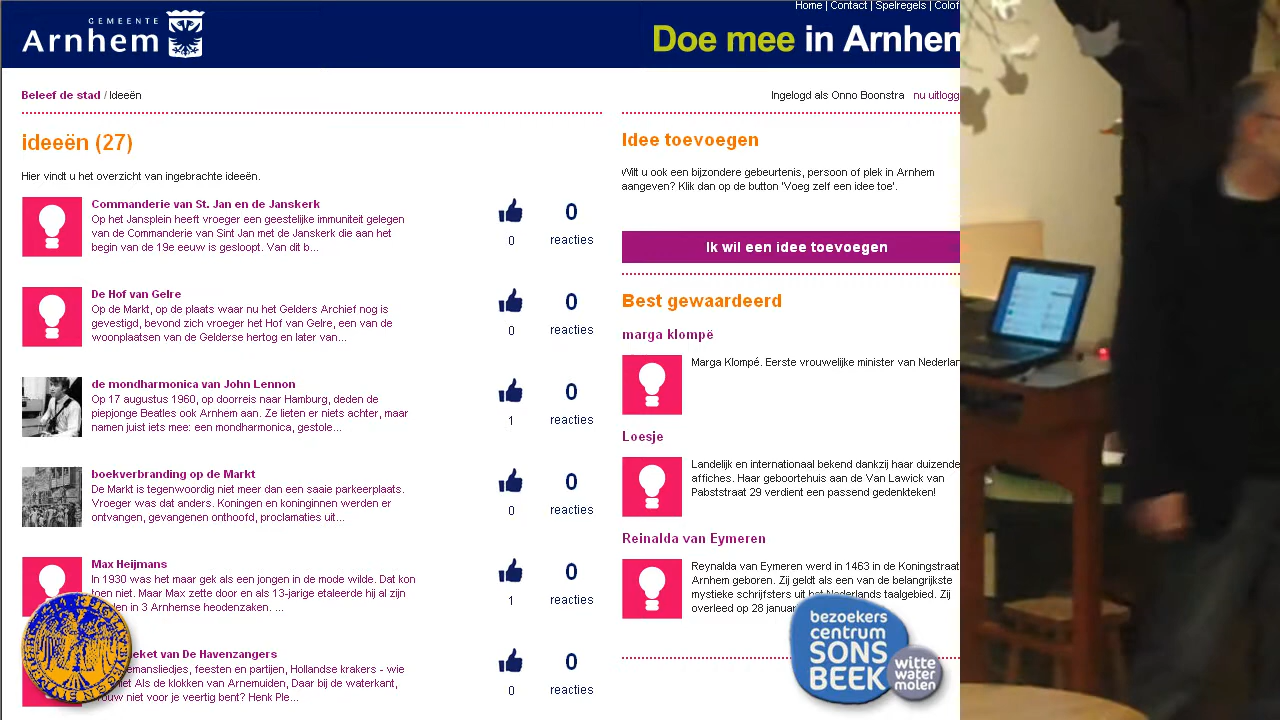 GEMEENTE
Arnhem
Home | Contact | Spelregels | Colof
Doe mee in Arnhem
Beleef de stad / Ideeën
Ingelogd als Onno Boonstra nu uitlogg
ideeën (27)
Hier vindt u het overzicht van ingebrachte ideeën.
Commanderie van St. Jan en de Janskerk
Op het Jansplein heeft vroeger een geestelijke immuniteit gelegen
van de Commanderie van Sint Jan met de Janskerk die aan het
begin van de 19e eeuw is gesloopt. Van dit b...
0
0
reacties
De Hof van Gelre
Op de Markt, op de plaats waar nu het Gelders Archief nog is
gevestigd, bevond zich vroeger het Hof van Gelre, een van de
woonplaatsen van de Gelderse hertog en later van...
0
0
reacties
de mondharmonica van John Lennon
Op 17 augustus 1960, op doorreis naar Hamburg, deden de
piepjonge Beatles ook Arnhem aan. Ze lieten er niets achter, maar
namen juist iets mee: een mondharmonica, gestole...
0
1
reacties
boekverbranding op de Markt
De Markt is tegenwoordig niet meer dan een saaie parkeerplaats.
Vroeger was dat anders. Koningen en koninginnen werden er
ontvangen, gevangenen onthoofd, proclamaties uit...
0
0
reacties
Max Heijmans
In 1930 was het maar gek als een jongen in de mode wilde. Dat kon
toen niet. Maar Max zette door en als 13-jarige etaleerde hij al zijn
in 3 Arnhemse heodenzaken. ...
0
1
reacties
van De Havenzangers
feesten en partijen, Hollandse krakers - wie
niet Als de klokken van Arnemuiden, Daar bij de waterkant,
niet voor je veertig bent? Henk Ple...
0
0
reacties
Idee toevoegen
Wilt u ook een bijzondere gebeurtenis, persoon of plek in Arnhem
aangeven? Klik dan op de button 'Voeg zelf een idee toe'.
Ik wil een idee toevoegen
Best gewaardeerd
marga klompë
Marga Klompé. Eerste vrouwelijke minister van Nederlan
Loesje
Landelijk en internationaal bekend dankzij haar duizende
affiches. Haar geboortehuis aan de Van Lawick van
Pabststraat 29 verdient een passend gedenkteken!
Reinalda van Eymeren
Reynalda van Eymeren werd in 1463 in de Koningstraat
Arnhem geboren. Zij geldt als een van de belangrijkste
mystieke schrijfsters uit het Nederlands taalgebied. Zij
overleed op 28 januar
bezoekers
centrum
SONS
BEEK
witte
water
molen